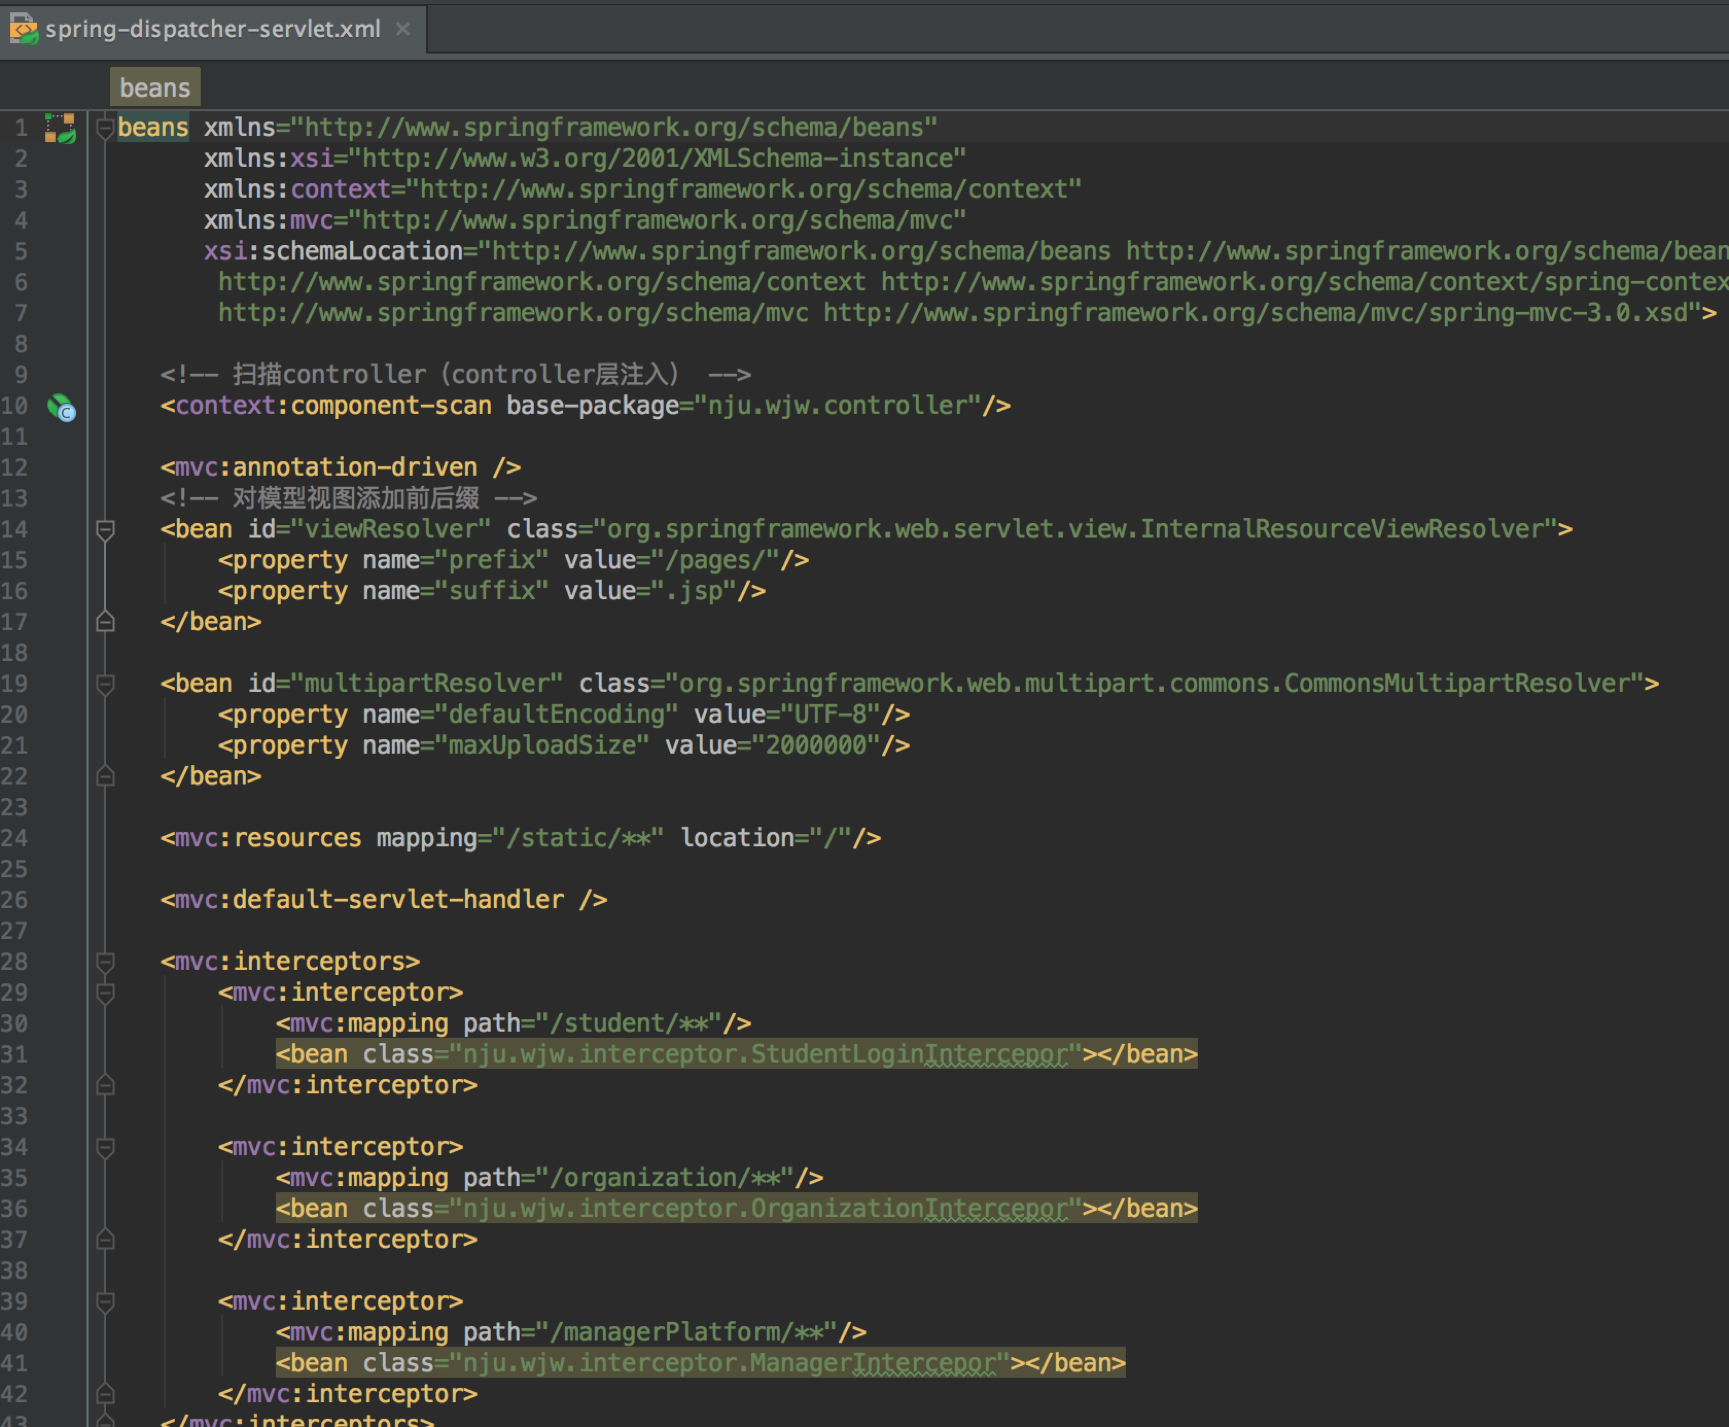 spring-dispatcher-servlet.xml
beans
1 beans xmlns="http://www.springframework.org/schema/beans"
2 xmlns:xsi="http://www.w3.org/2001/XMLSchema-instance"
3 xmlns:context="http://www.springframework.org/schema/context"
4 xmlns:mvc="http://www.springframework.org/schema/mvc"
5 xsi:schemaLocation="http://www.springframework.org/schema/beans http://www.springframework.org/schema/bean
6 http://www.springframework.org/schema/context http://www.springframework.org/schema/context/spring-contex
7 http://www.springframework.org/schema/mvc http://www.springframework.org/schema/mvc/spring-mvc-3.0.xsd">
8
9 <!-- 扫描controller（controller层注入） -->
10 <context:component-scan base-package="nju.wjw.controller"/>
11
12 <mvc:annotation-driven />
13 <!-- 对模型视图添加前后缀 -->
14 <bean id="viewResolver" class="org.springframework.web.servlet.view.InternalResourceViewResolver">
15 <property name="prefix" value="/pages/"/>
16 <property name="suffix" value=".jsp"/>
17 </bean>
18
19 <bean id="multipartResolver" class="org.springframework.web.multipart.commons.CommonsMultipartResolver">
20 <property name="defaultEncoding" value="UTF-8"/>
21 <property name="maxUploadSize" value="2000000"/>
22 </bean>
23
24 <mvc:resources mapping="/static/**" location="/"/>
25
26 <mvc:default-servlet-handler />
27
28 <mvc:interceptors>
29 <mvc:interceptor>
30 <mvc:mapping path="/student/**"/>
31 <bean class="nju.wjw.interceptor.StudentLoginIntercepor"></bean>
32 </mvc:interceptor>
33
34 <mvc:interceptor>
35 <mvc:mapping path="/organization/**"/>
36 <bean class="nju.wjw.interceptor.OrganizationIntercepor"></bean>
37 </mvc:interceptor>
38
39 <mvc:interceptor>
40 <mvc:mapping path="/managerPlatform/**"/>
41 <bean class="nju.wjw.interceptor.ManagerIntercepor"></bean>
42 </mvc:interceptor>
43 </mvc:interceptors>